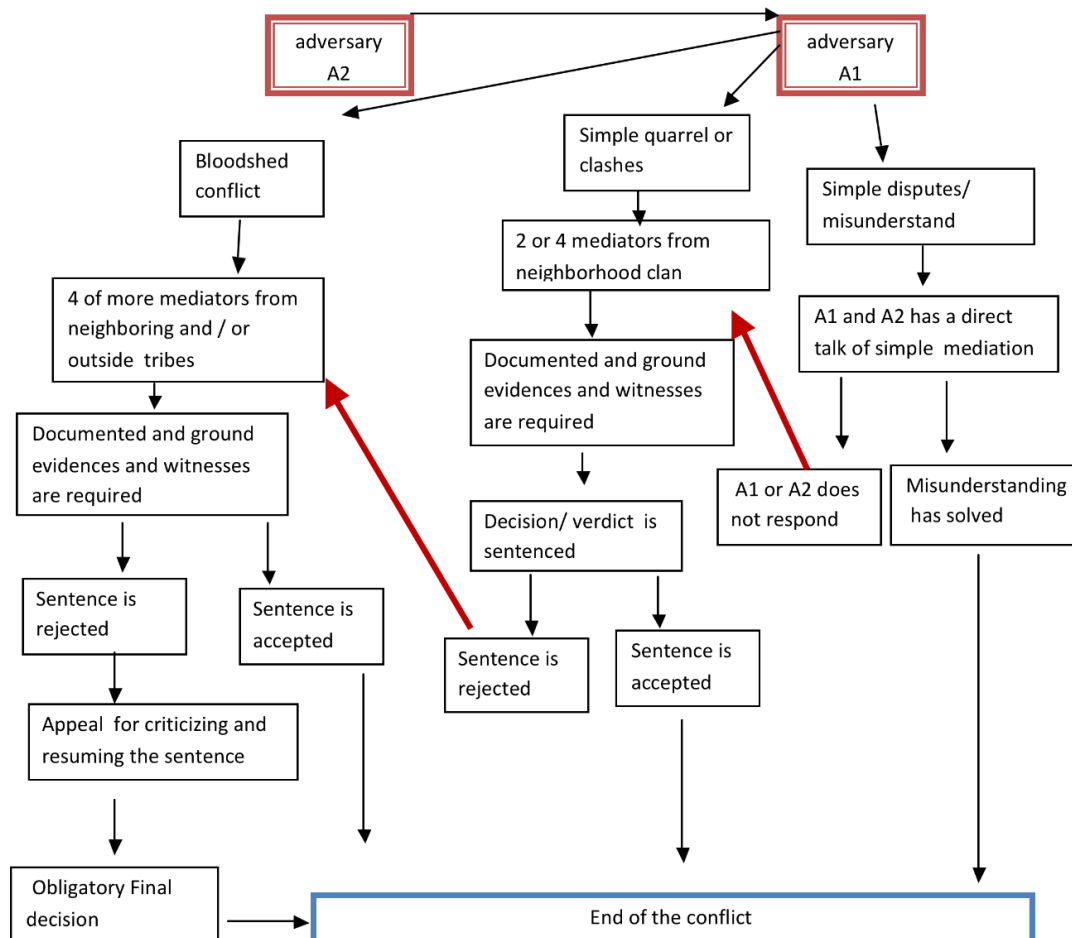 adversary
A2
adversary
A1
Bloodshed
conflict
Simple quarrel or
clashes
Simple disputes/
misunderstand
4 of more mediators from
neighboring and / or
outside tribes
2 or 4 mediators from
neighborhood clan
A1 and A2 has a direct
talk of simple mediation
Documented and ground
evidences and witnesses
are required
Documented and ground
evidences and witnesses
are required
A1 or A2 does
not respond
Misunderstanding
has solved
Decision/ verdict is
sentenced
Sentence is
rejected
Sentence is
accepted
Sentence is
rejected
Sentence is
accepted
Appeal for criticizing and
resuming the sentence
Obligatory Final
decision
End of the conflict